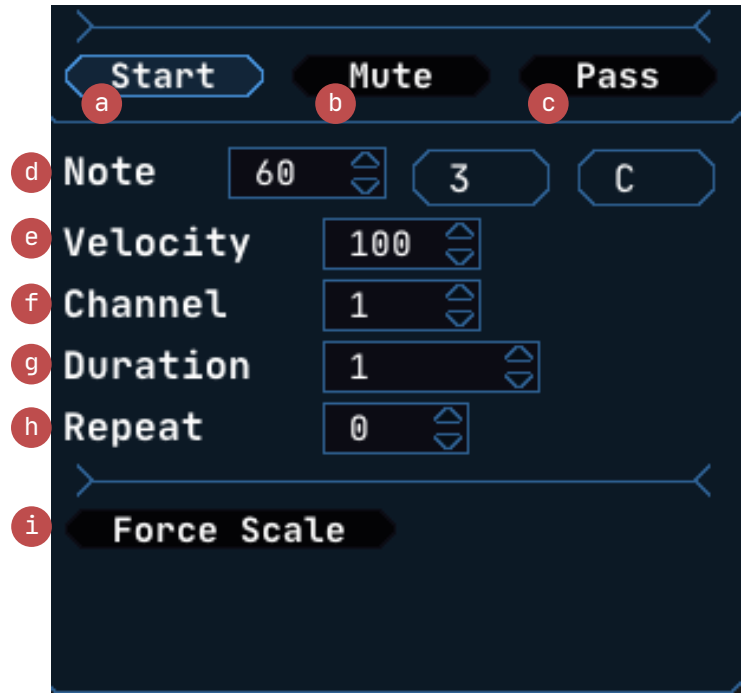 Start Mute Pass
a b c
d Note 60 3 C
e Velocity 100
f Channel 1
g Duration 1
h Repeat 0
i Force Scale